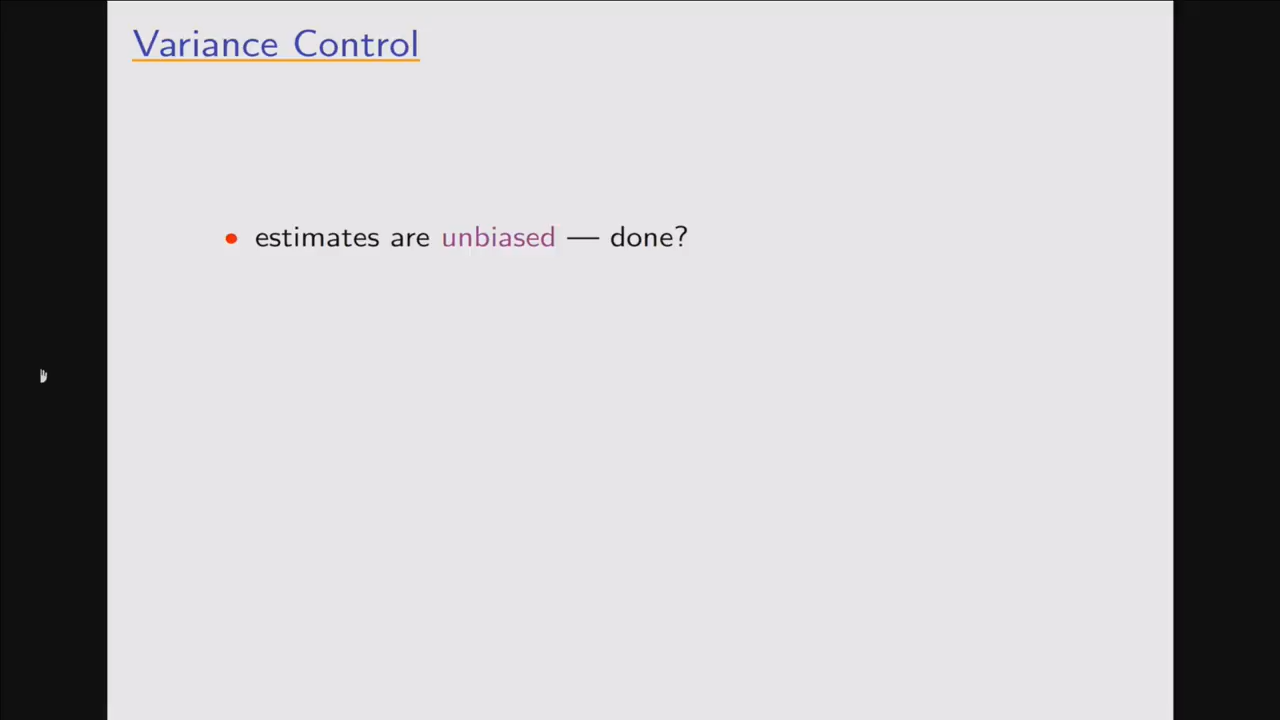 Variance Control
• estimates are unbiased — done?